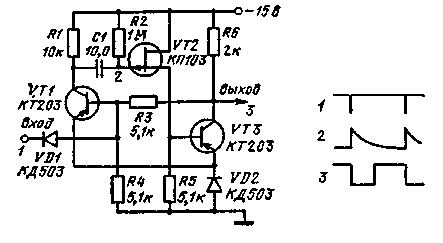 −15В
R1
10к
C1
10,0
R2
1М
VT2
КП103
R6
2к
2
VT1
КТ203
Выход
3
R3
5,1к
Вход
1
VD1
КД503
VT3
КТ203
R4
5,1к
R5
5,1к
VD2
КД503
1
2
3